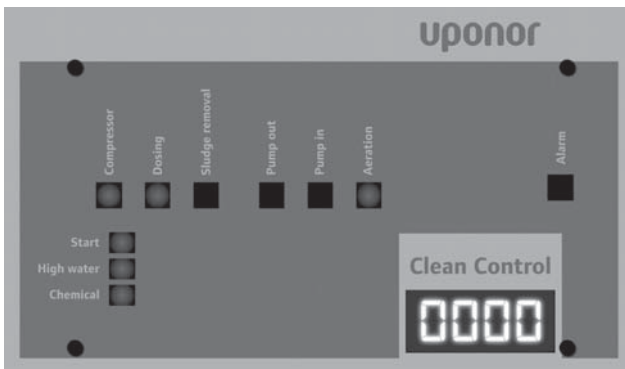 uponor
Compressor
Dosing
Sludge removal
Pump out
Pump in
Aeration
Alarm
Start
High water
Chemical
Clean Control
0000